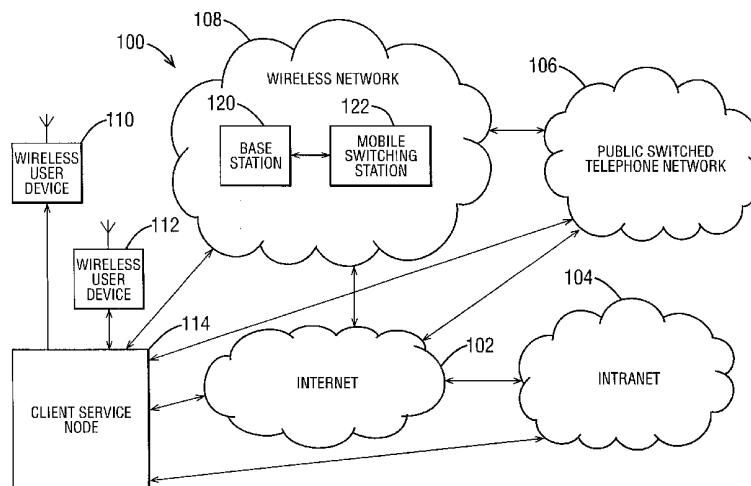 108
100
WIRELESS NETWORK
106
110
120
122
WIRELESS
USER
DEVICE
BASE
STATION
MOBILE
SWITCHING
STATION
PUBLIC SWITCHED
TELEPHONE NETWORK
112
WIRELESS
USER
DEVICE
104
114
102
CLIENT SERVICE
NODE
INTERNET
INTRANET